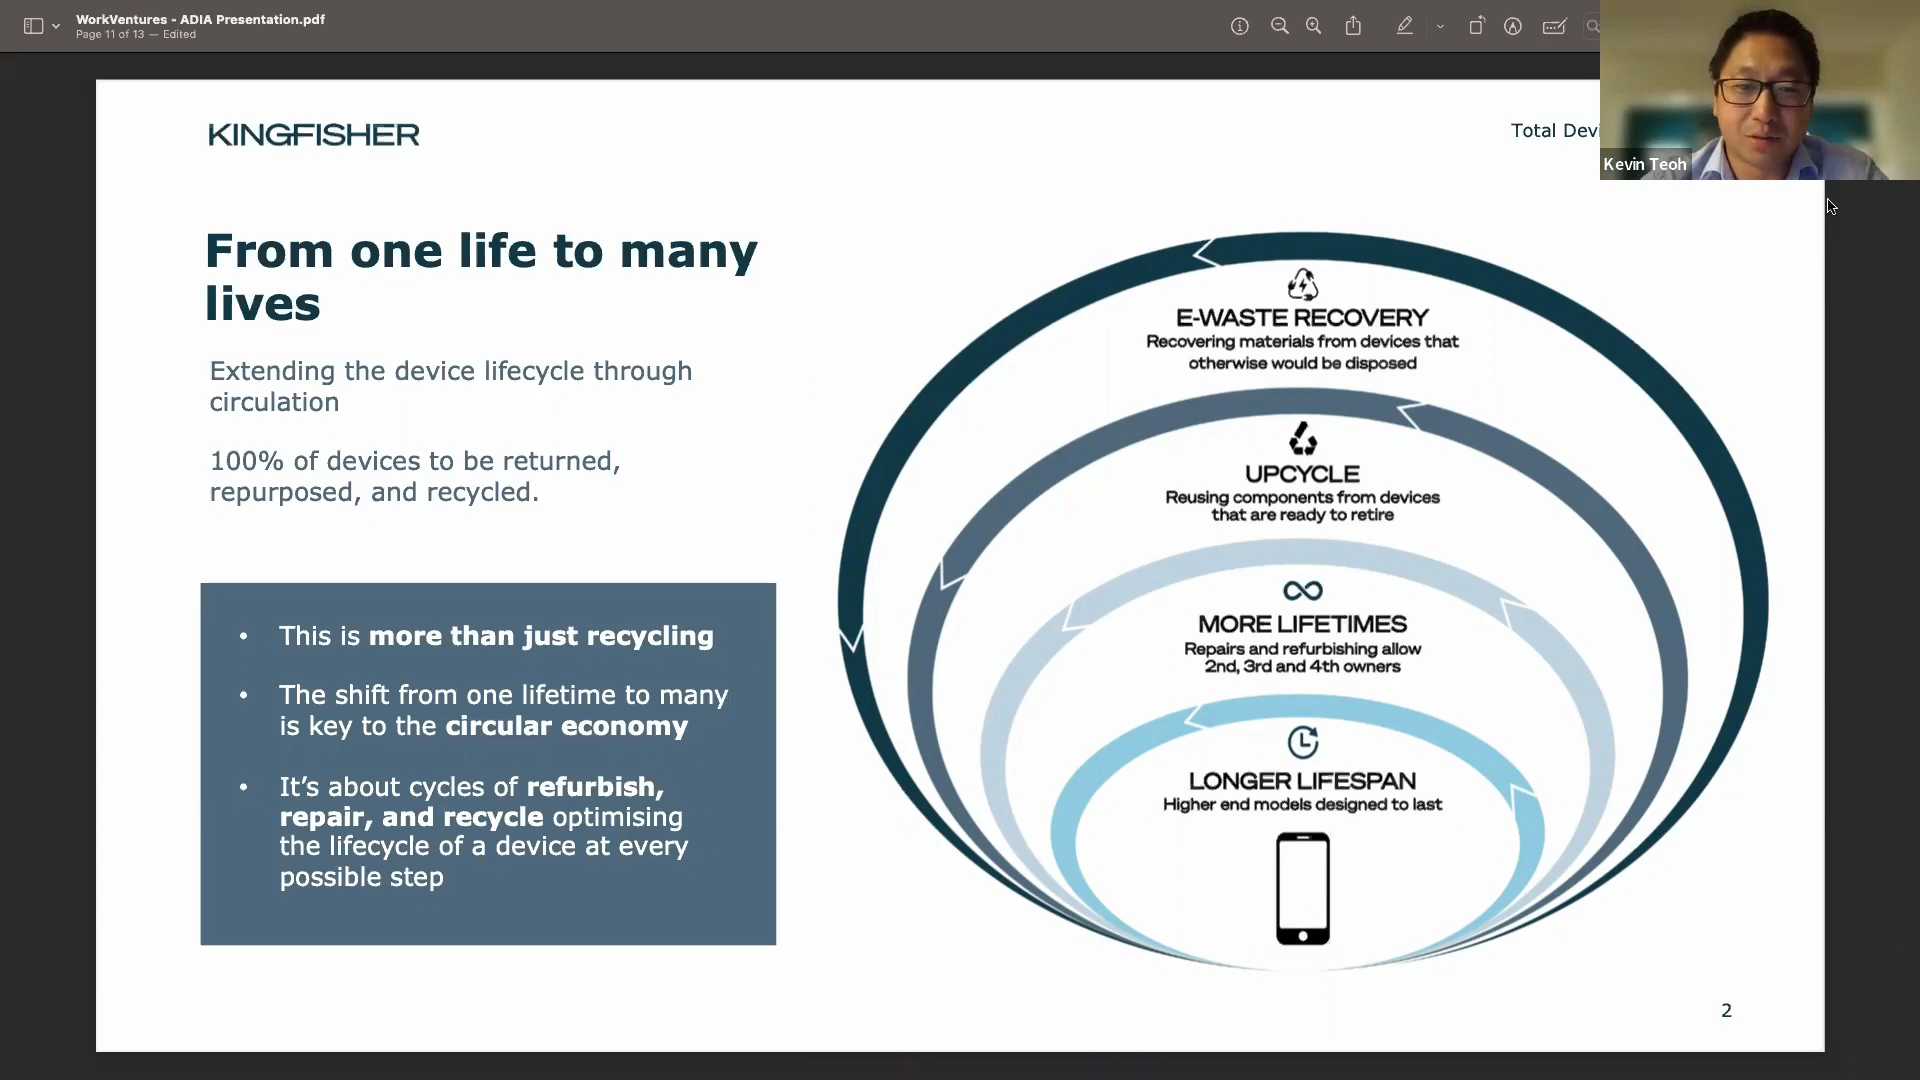 WorkVentures - ADIA Presentation.pdf
Page 11 of 13 — Edited
Kevin Teoh
KINGFISHER
Total
From one life to many
lives
Extending the device lifecycle through
circulation
100% of devices to be returned,
repurposed, and recycled.
• This is more than just recycling
• The shift from one lifetime to many
is key to the circular economy
• It’s about cycles of refurbish,
repair, and recycle optimising
the lifecycle of a device at every
possible step
E-WASTE RECOVERY
Recovering materials from devices that
otherwise would be disposed
UPCYCLE
Reusing components from devices
that are ready to retire
MORE LIFETIMES
Repairs and refurbishing allow
2nd, 3rd and 4th owners
LONGER LIFESPAN
Higher end models designed to last
2